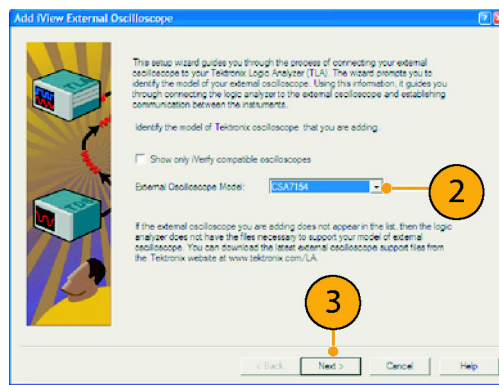 Add iView External Oscilloscope
This setup wizard guides you through the process of connecting your external
oscilloscope to your Tektronix Logic Analyzer (TLA). The wizard prompts you to
identify the model of your external oscilloscope. Using this information, it guides you
through connecting the logic analyzer to the external oscilloscope and establishing
communication between the instruments.
Identify the model of Tektronix oscilloscope that you are adding.
Show only iVerify compatible oscilloscopes
External Oscilloscope Model:
CSA7154
2
If the external oscilloscope you are adding does not appear in the list, then the logic
analyzer does not have the files necessary to support your model of external
oscilloscope. You can download the latest external oscilloscope support files from
the Tektronix website at www.tektronix.com/LA.
3
< Back
Next >
Cancel
Help
TLA
TDS